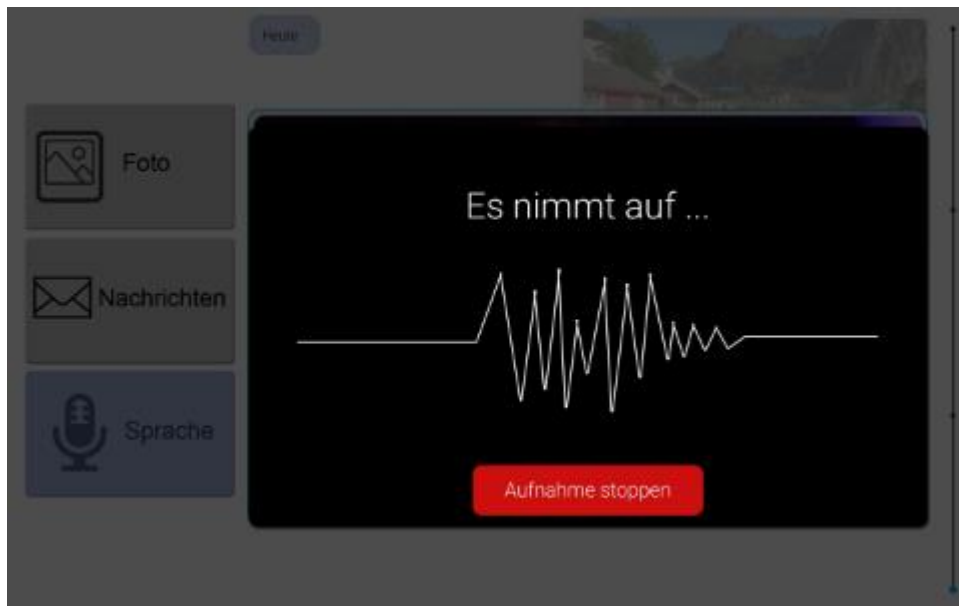 Heute
Foto
Es nimmt auf ...
Nachrichten
Sprache
Aufnahme stoppen